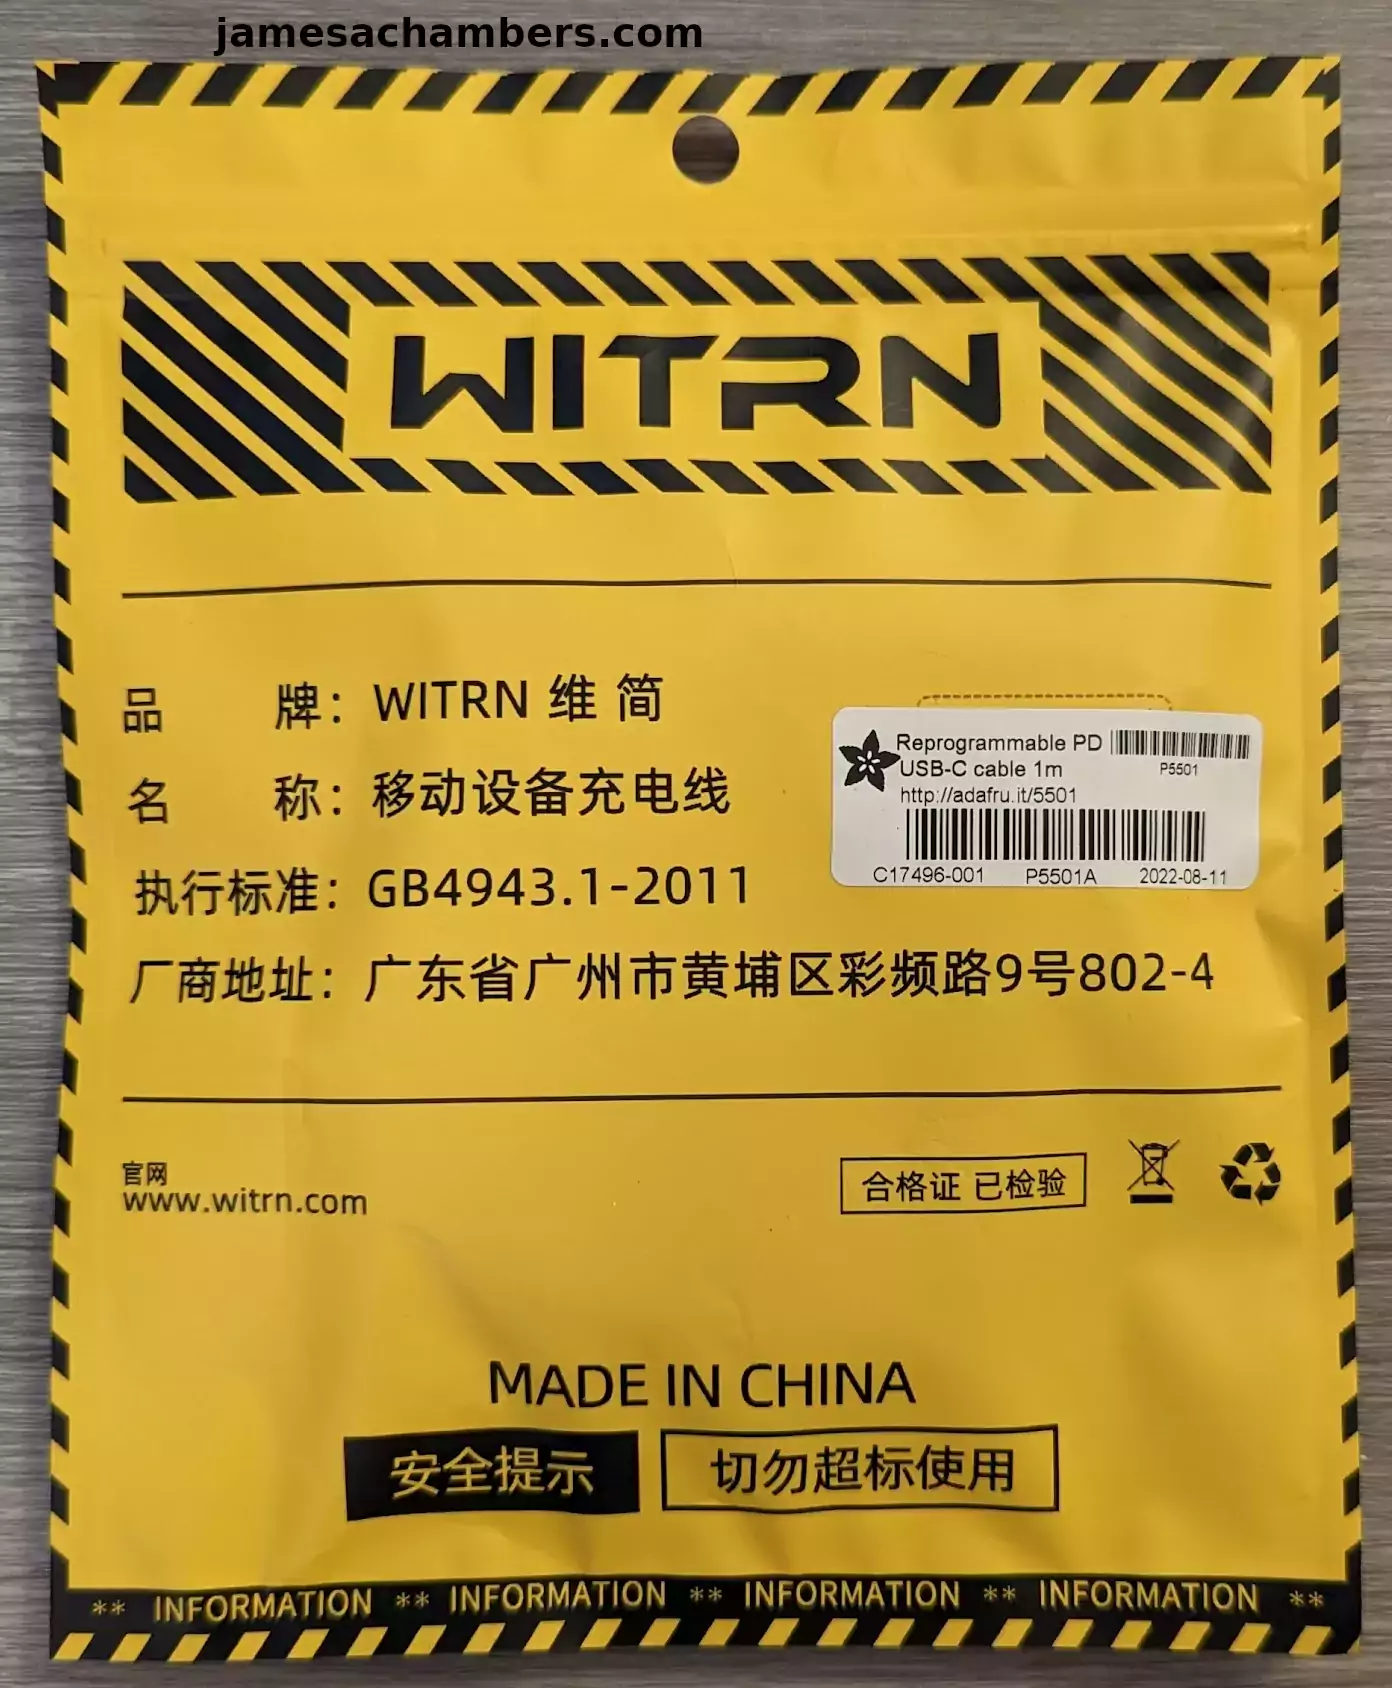 jamesachambers.com
WITRN
品 牌： WITRN 维 简
名 称： 移动设备充电线
执行标准： GB4943.1-2011
厂商地址： 广东省广州市黄埔区彩频路9号802-4
Reprogrammable PD
USB-C cable 1m
P5501
http://adafru.it/5501
C17496-001 P5501A 2022-08-11
官网
www.witrn.com
合格证 已检验
MADE IN CHINA
安全提示 切勿超标使用
** INFORMATION ** INFORMATION ** INFORMATION ** INFORMATION **